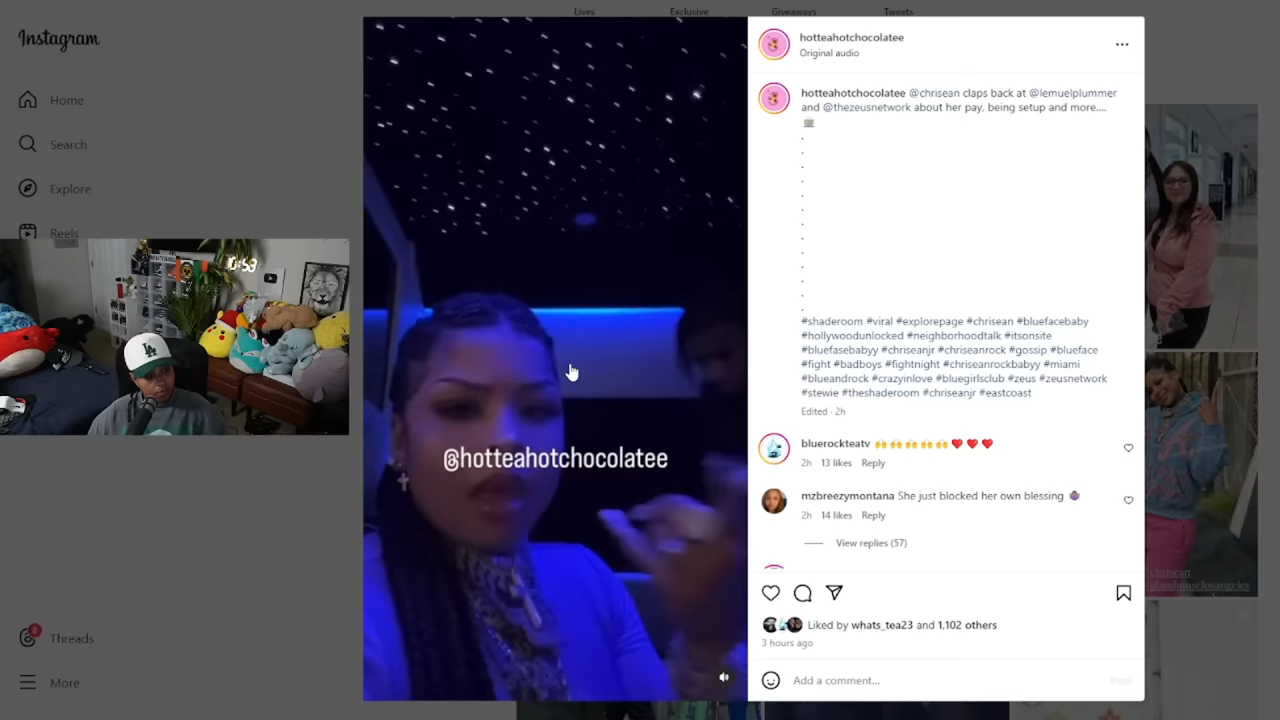 Lives
Exclusive
Giveaways
Tweets
Instagram
Home
Search
Explore
Reels
Threads
More
@hotteahotchocolatee
hotteahotchocolatee
Original audio
hotteahotchocolatee @chrisean claps back at @lemuelplummer
and @thezeusnetwork about her pay, being setup and more....
.
.
.
.
.
.
.
.
.
.
.
.
.
#shaderoom #viral #explorepage #chrisean #bluefacebaby
#hollywoodunlocked #neighborhoodtalk #itsonsite
#bluefasebabyy #chriseanjr #chriseanrock #gossip #blueface
#fight #badboys #fightnight #chriseanrockbabyy #miami
#blueandrock #crazyinlove #bluegirlsclub #zeus #zeusnetwork
#stewie #theshaderoom #chriseanjr #eastcoast
Edited · 2h
bluerockteatv 🙌🙌🙌🙌🙌❤️❤️❤️
2h 13 likes Reply
mzbreezymontana She just blocked her own blessing 🤷🏾‍♀️
2h 14 likes Reply
View replies (57)
Liked by whats_tea23 and 1,102 others
3 hours ago
Add a comment...
Post
chrisean
glamhouselosangeles